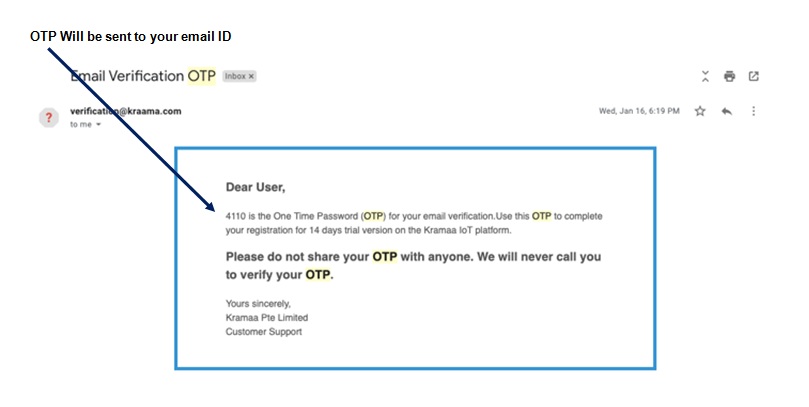 OTP Will be sent to your email ID
Email Verification OTP Inbox ×
verification@kraama.com
Wed, Jan 16, 6:19 PM
to me
Dear User,
4110 is the One Time Password (OTP) for your email verification.Use this OTP to complete
your registration for 14 days trial version on the Kramaa IoT platform.
Please do not share your OTP with anyone. We will never call you
to verify your OTP.
Yours sincerely,
Kramaa Pte Limited
Customer Support